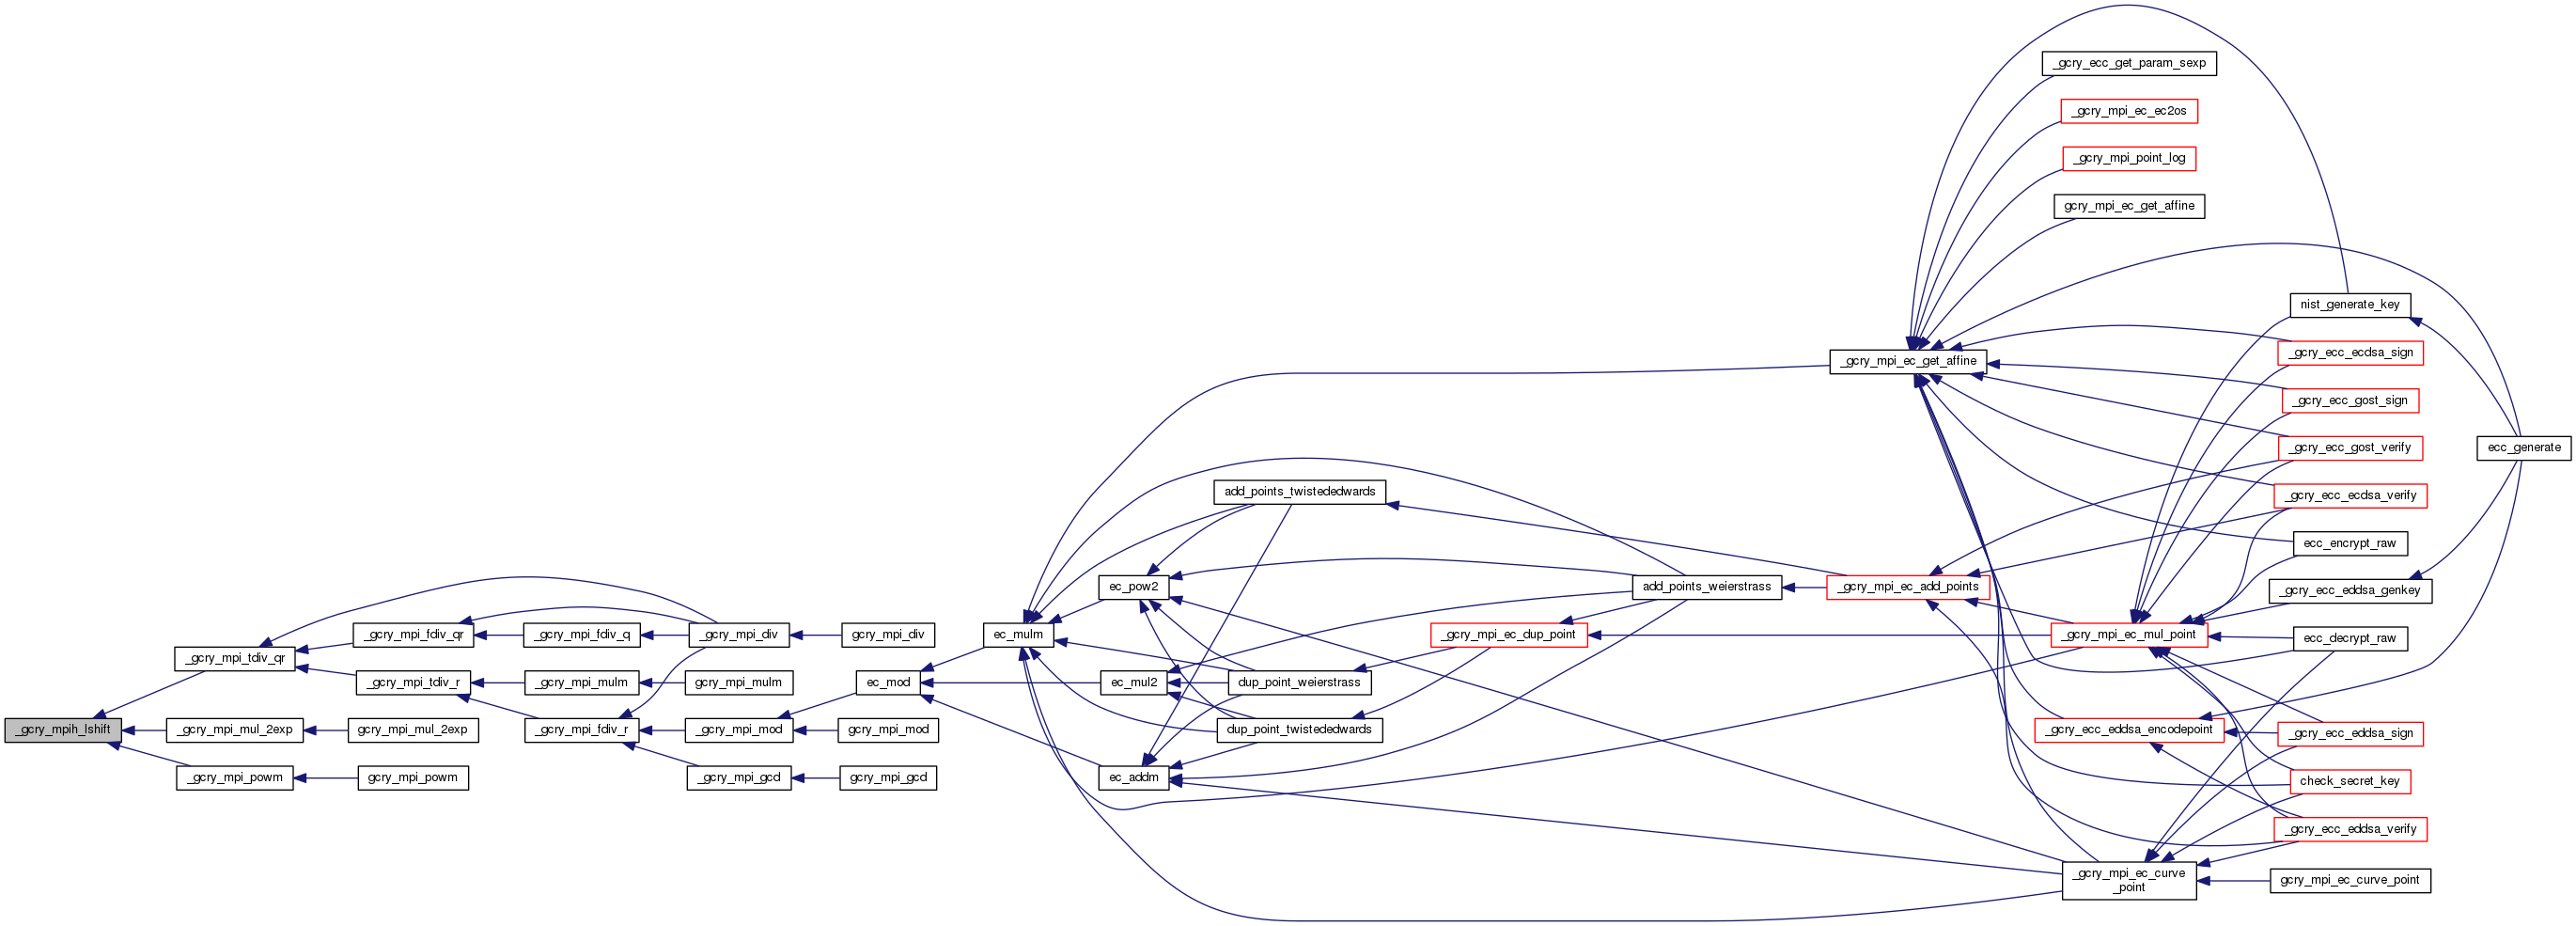 _gcry_mpih_lshift
_gcry_mpi_tdiv_qr
_gcry_mpi_mul_2exp
_gcry_mpi_powm
_gcry_mpi_fdiv_qr
_gcry_mpi_tdiv_r
gcry_mpi_mul_2exp
gcry_mpi_powm
_gcry_mpi_fdiv_q
_gcry_mpi_mulm
_gcry_mpi_fdiv_r
_gcry_mpi_div
gcry_mpi_mulm
_gcry_mpi_mod
_gcry_mpi_gcd
gcry_mpi_div
ec_mod
gcry_mpi_mod
gcry_mpi_gcd
ec_mulm
ec_pow2
ec_mul2
ec_addm
add_points_twistededwards
dup_point_weierstrass
dup_point_twistededwards
_gcry_mpi_ec_dup_point
add_points_weierstrass
_gcry_mpi_ec_get_affine
_gcry_mpi_ec_add_points
_gcry_ecc_get_param_sexp
_gcry_mpi_ec_ec2os
_gcry_mpi_point_log
gcry_mpi_ec_get_affine
_gcry_mpi_ec_mul_point
_gcry_ecc_eddsa_encodepoint
_gcry_mpi_ec_curve
_point
nist_generate_key
_gcry_ecc_ecdsa_sign
_gcry_ecc_gost_sign
_gcry_ecc_gost_verify
_gcry_ecc_ecdsa_verify
ecc_encrypt_raw
_gcry_ecc_eddsa_genkey
ecc_decrypt_raw
_gcry_ecc_eddsa_sign
check_secret_key
_gcry_ecc_eddsa_verify
gcry_mpi_ec_curve_point
ecc_generate